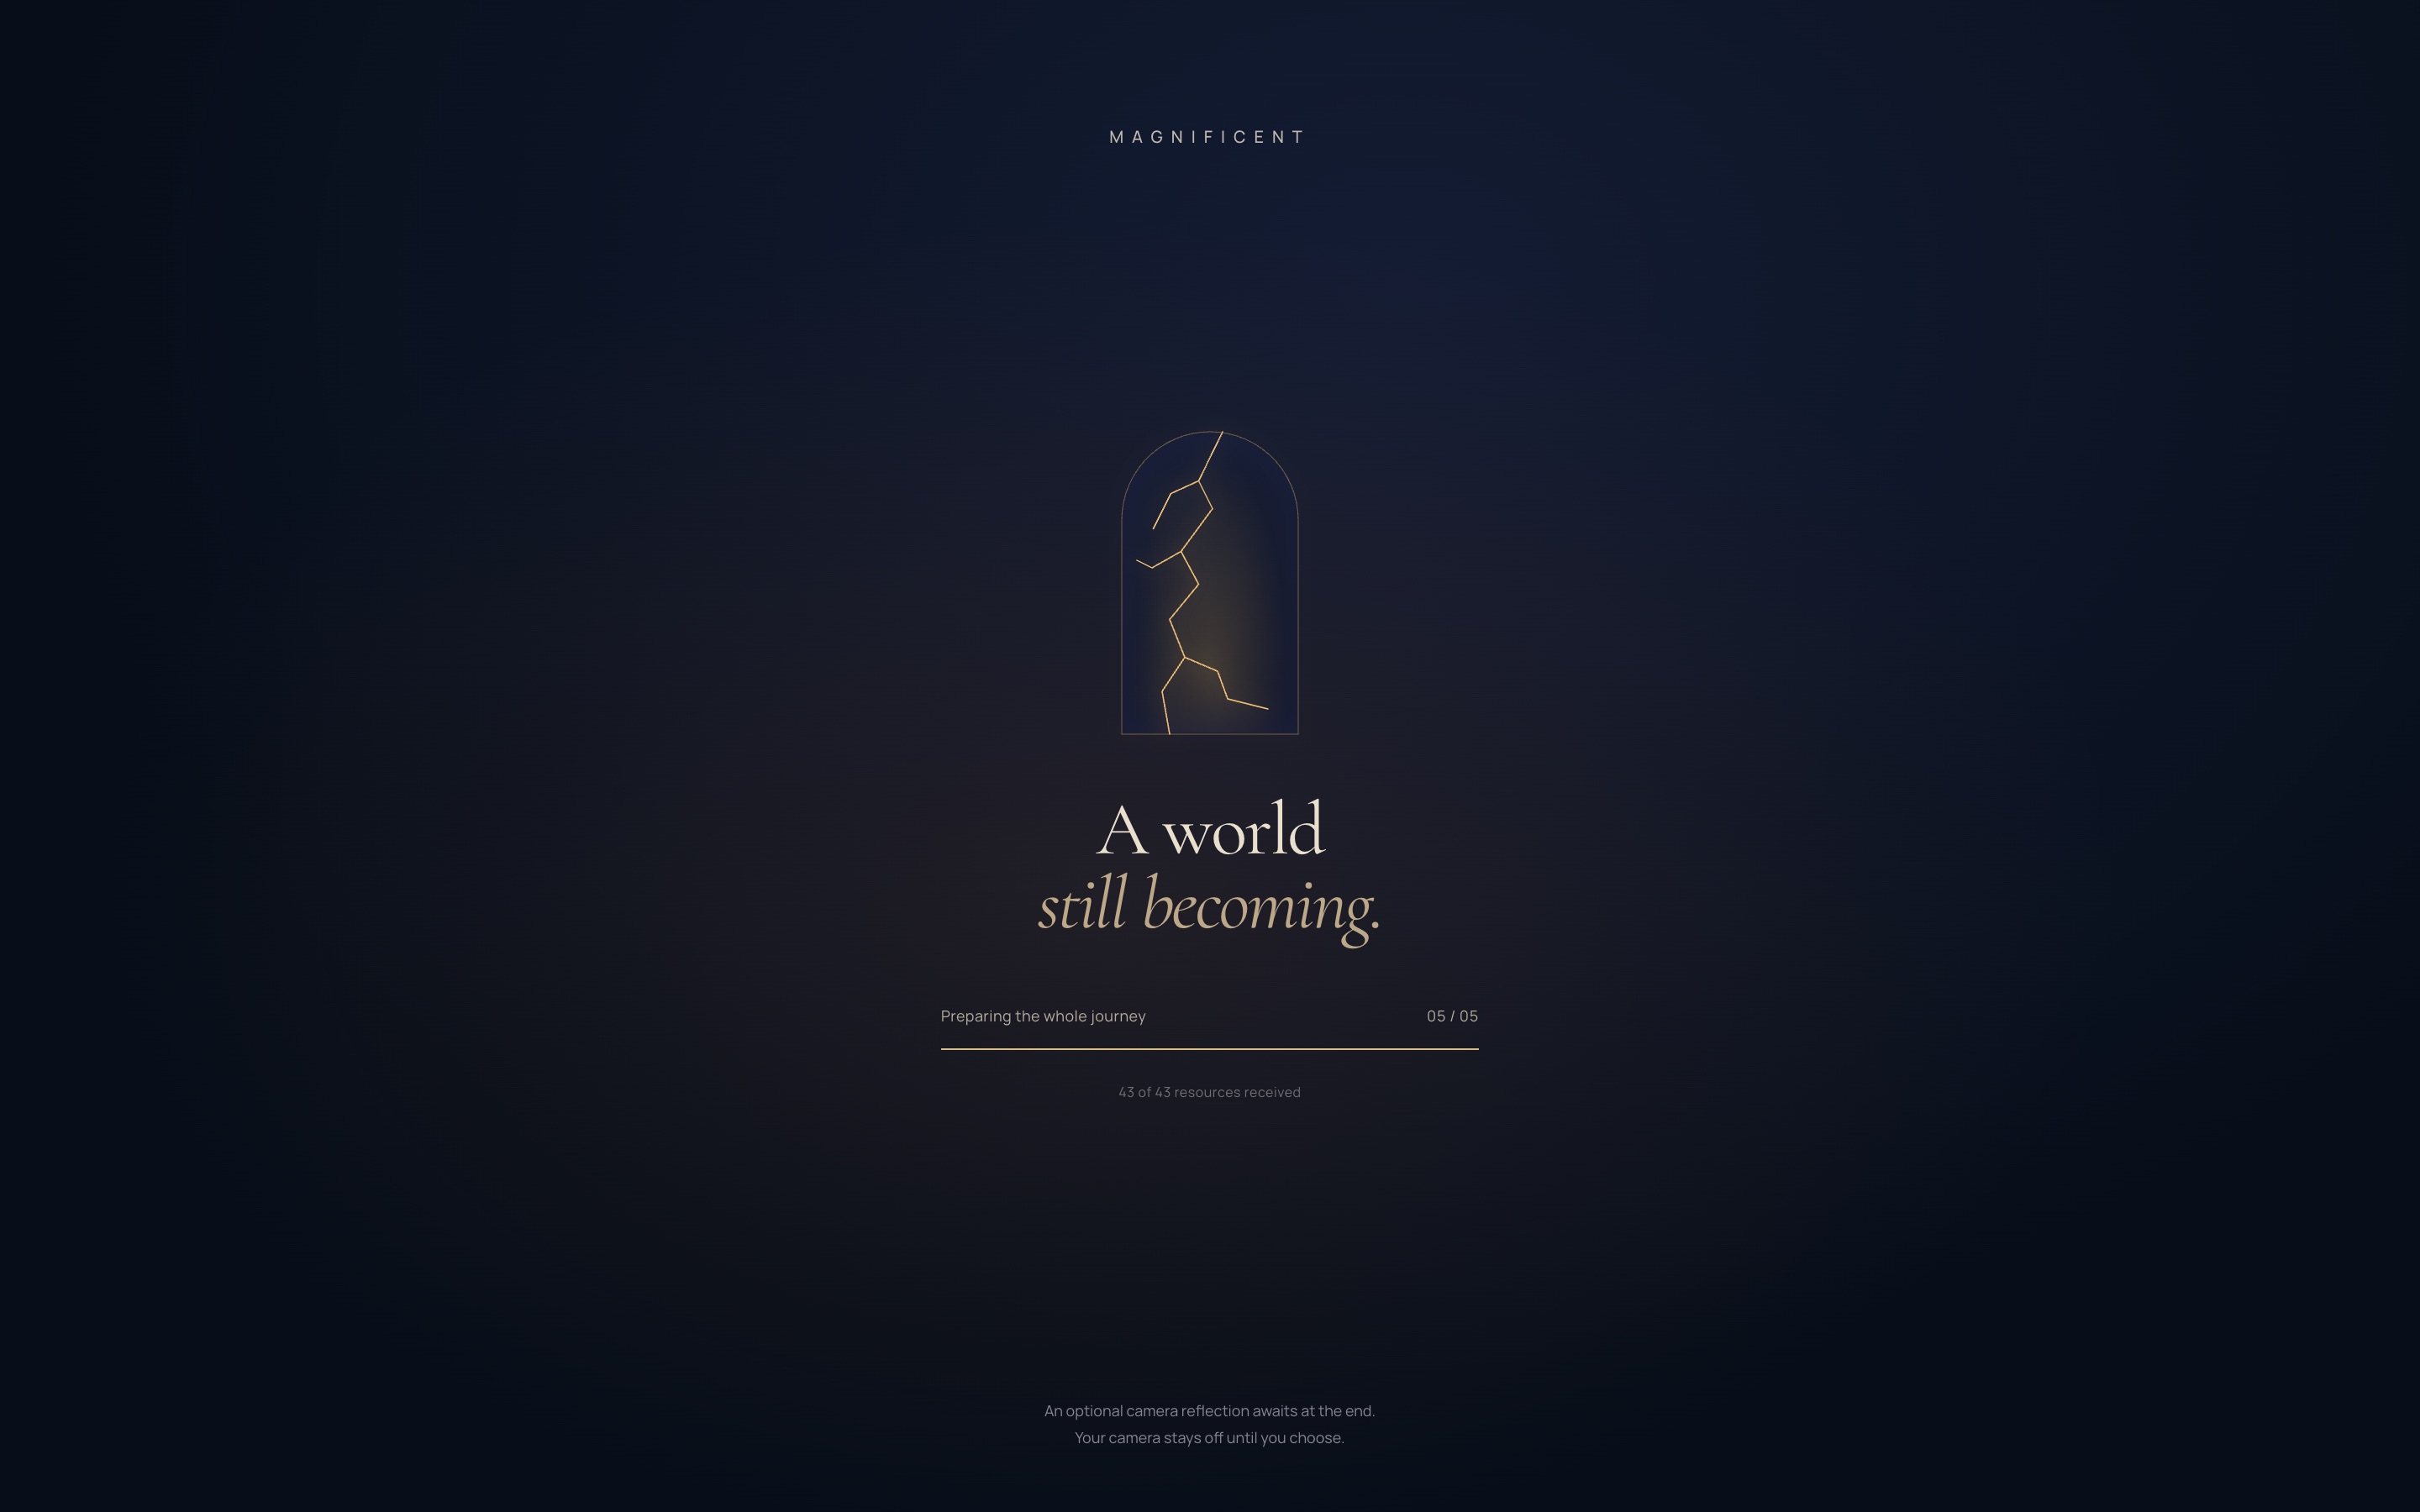 MAGNIFICENT
A world
still becoming.
Preparing the whole journey 05 / 05
43 of 43 resources received
An optional camera reflection awaits at the end.
Your camera stays off until you choose.